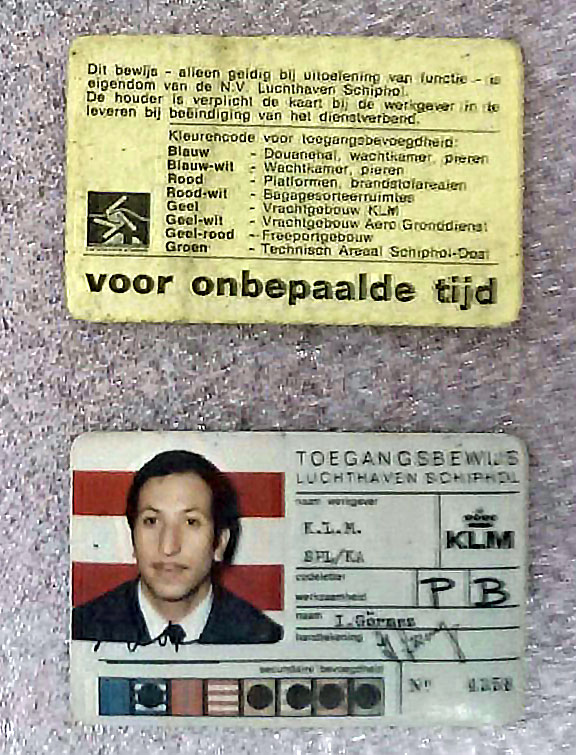 Dit bewijs - alleen geldig bij uitoefening van functie - is
eigendom van de N.V. Luchthaven Schiphol.
De houder is verplicht de kaart bij de werkgever in te
leveren bij beëindiging van het dienstverband.
Kleurencode voor toegangsbevoegdheid:
Blauw - Douanehal, wachtkamer, pieren
Blauw-wit - Wachtkamer, pieren
Rood - Platformen, brandstofarealen
Rood-wit - Bagagesorteerruimtes
Geel - Vrachtgebouw KLM
Geel-wit - Vrachtgebouw Aero Gronddienst
Geel-rood - Freeportgebouw
Groen - Technisch Areaal Schiphol-Oost
voor onbepaalde tijd
TOEGANGSBEWIJS
LUCHTHAVEN SCHIPHOL
naam werkgever
K.L.M.
SPL/KA
KLM
codeletter
werkzaamheid
P B
naam I.Görmez
handtekening
secundaire bevoegdheid
Nº